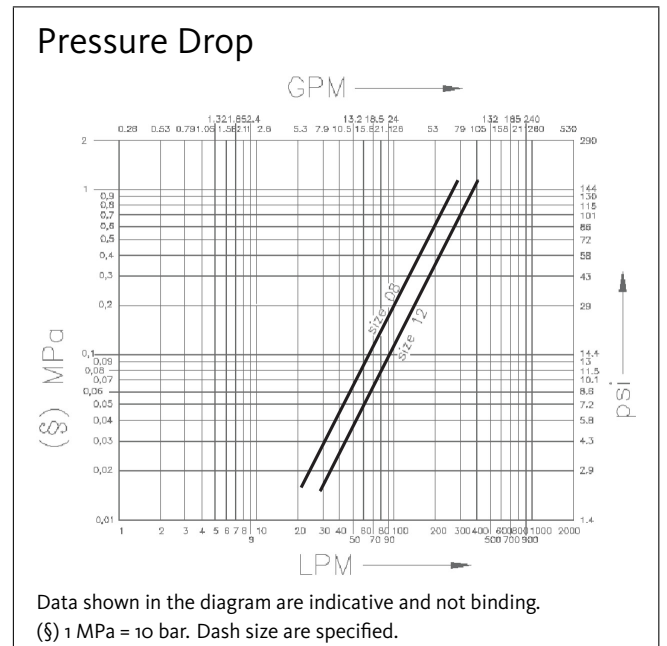 Pressure Drop
GPM
1.32 1.85 2.4 13.2 18.5 24 132 185 240
0.26 0.53 0.79 1.06 1.58 2.11 2.6 5.3 7.9 10.5 15.8 21.1 26 53 79 105 158 211 260 530
2 290
1 144
0,9 130
0,8 115
0,7 101
0,6 86
0,5 72
0,4 58
0,3 43
0,2 29
0,1 14.4
0,09 13
0,08 11.5
0,07 10.1
0,06 8.6
0,05 7.2
0,04 5.8
0,03 4.3
0,02 2.9
0,01 1.4
(§) MPa
psi
size 08
size 12
1 2 3 4 5 6 7 8 10 20 30 40 60 80 100 200 300 400 600 800 1000 2000
9 50 70 90 500 700 900
LPM
Data shown in the diagram are indicative and not binding.
(§) 1 MPa = 10 bar. Dash size are specified.